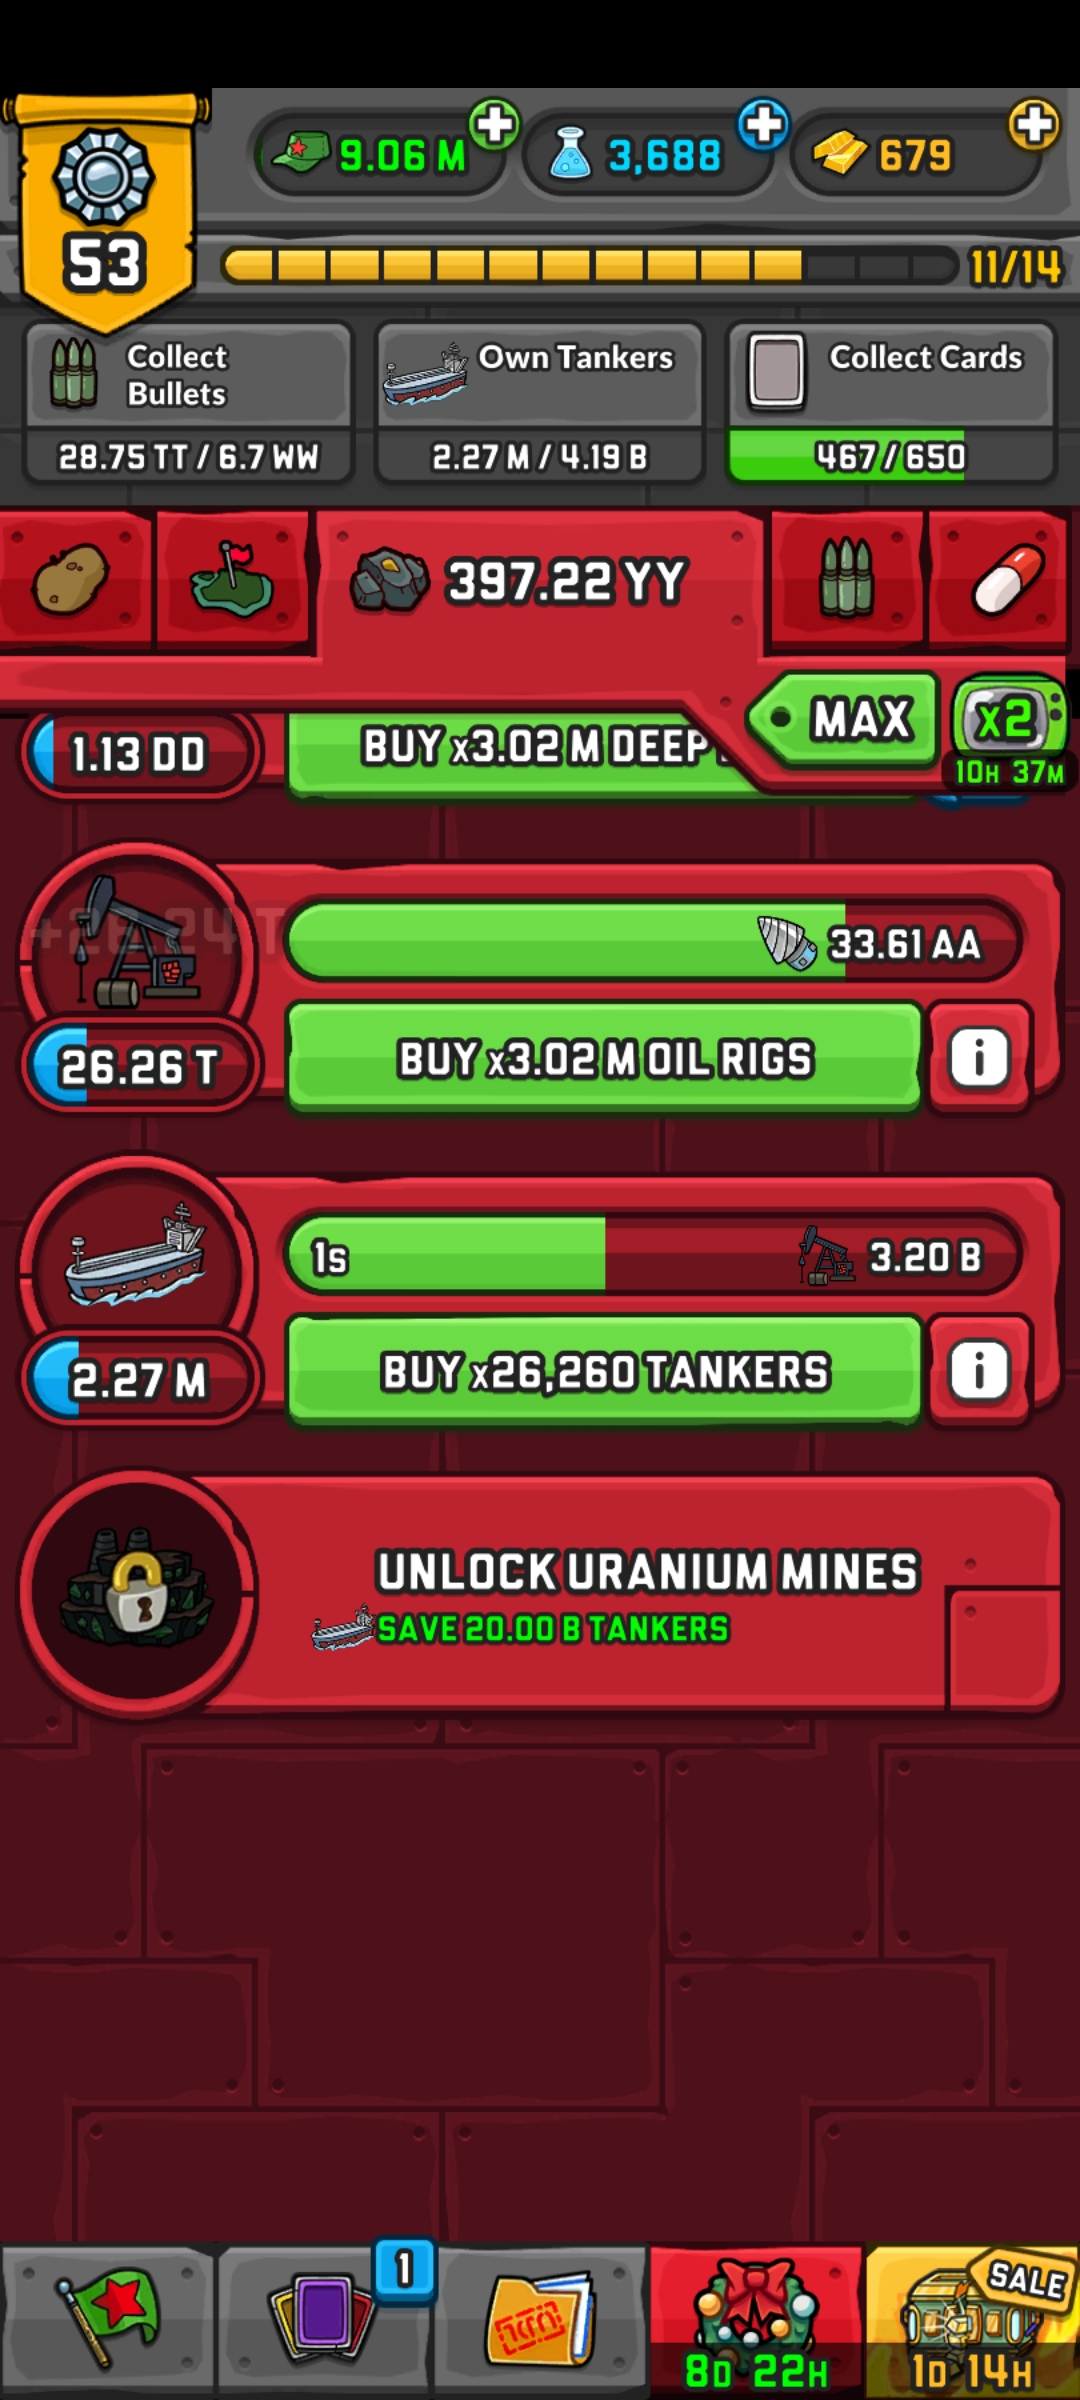 9.06 M
3,688
679
53
11/14
Collect
Bullets
Own Tankers
Collect Cards
28.75 TT / 6.7 WW
2.27 M / 4.19 B
467/650
397.22 YY
MAX
x2
10H 37M
1.13 DD
BUY x3.02 M DEEP
+26.24 T
33.61 AA
26.26 T
BUY x3.02 M OIL RIGS
i
1s
3.20 B
2.27 M
BUY x26,260 TANKERS
i
UNLOCK URANIUM MINES
SAVE 20.00 B TANKERS
1
SALE
8D 22H
1D 14H